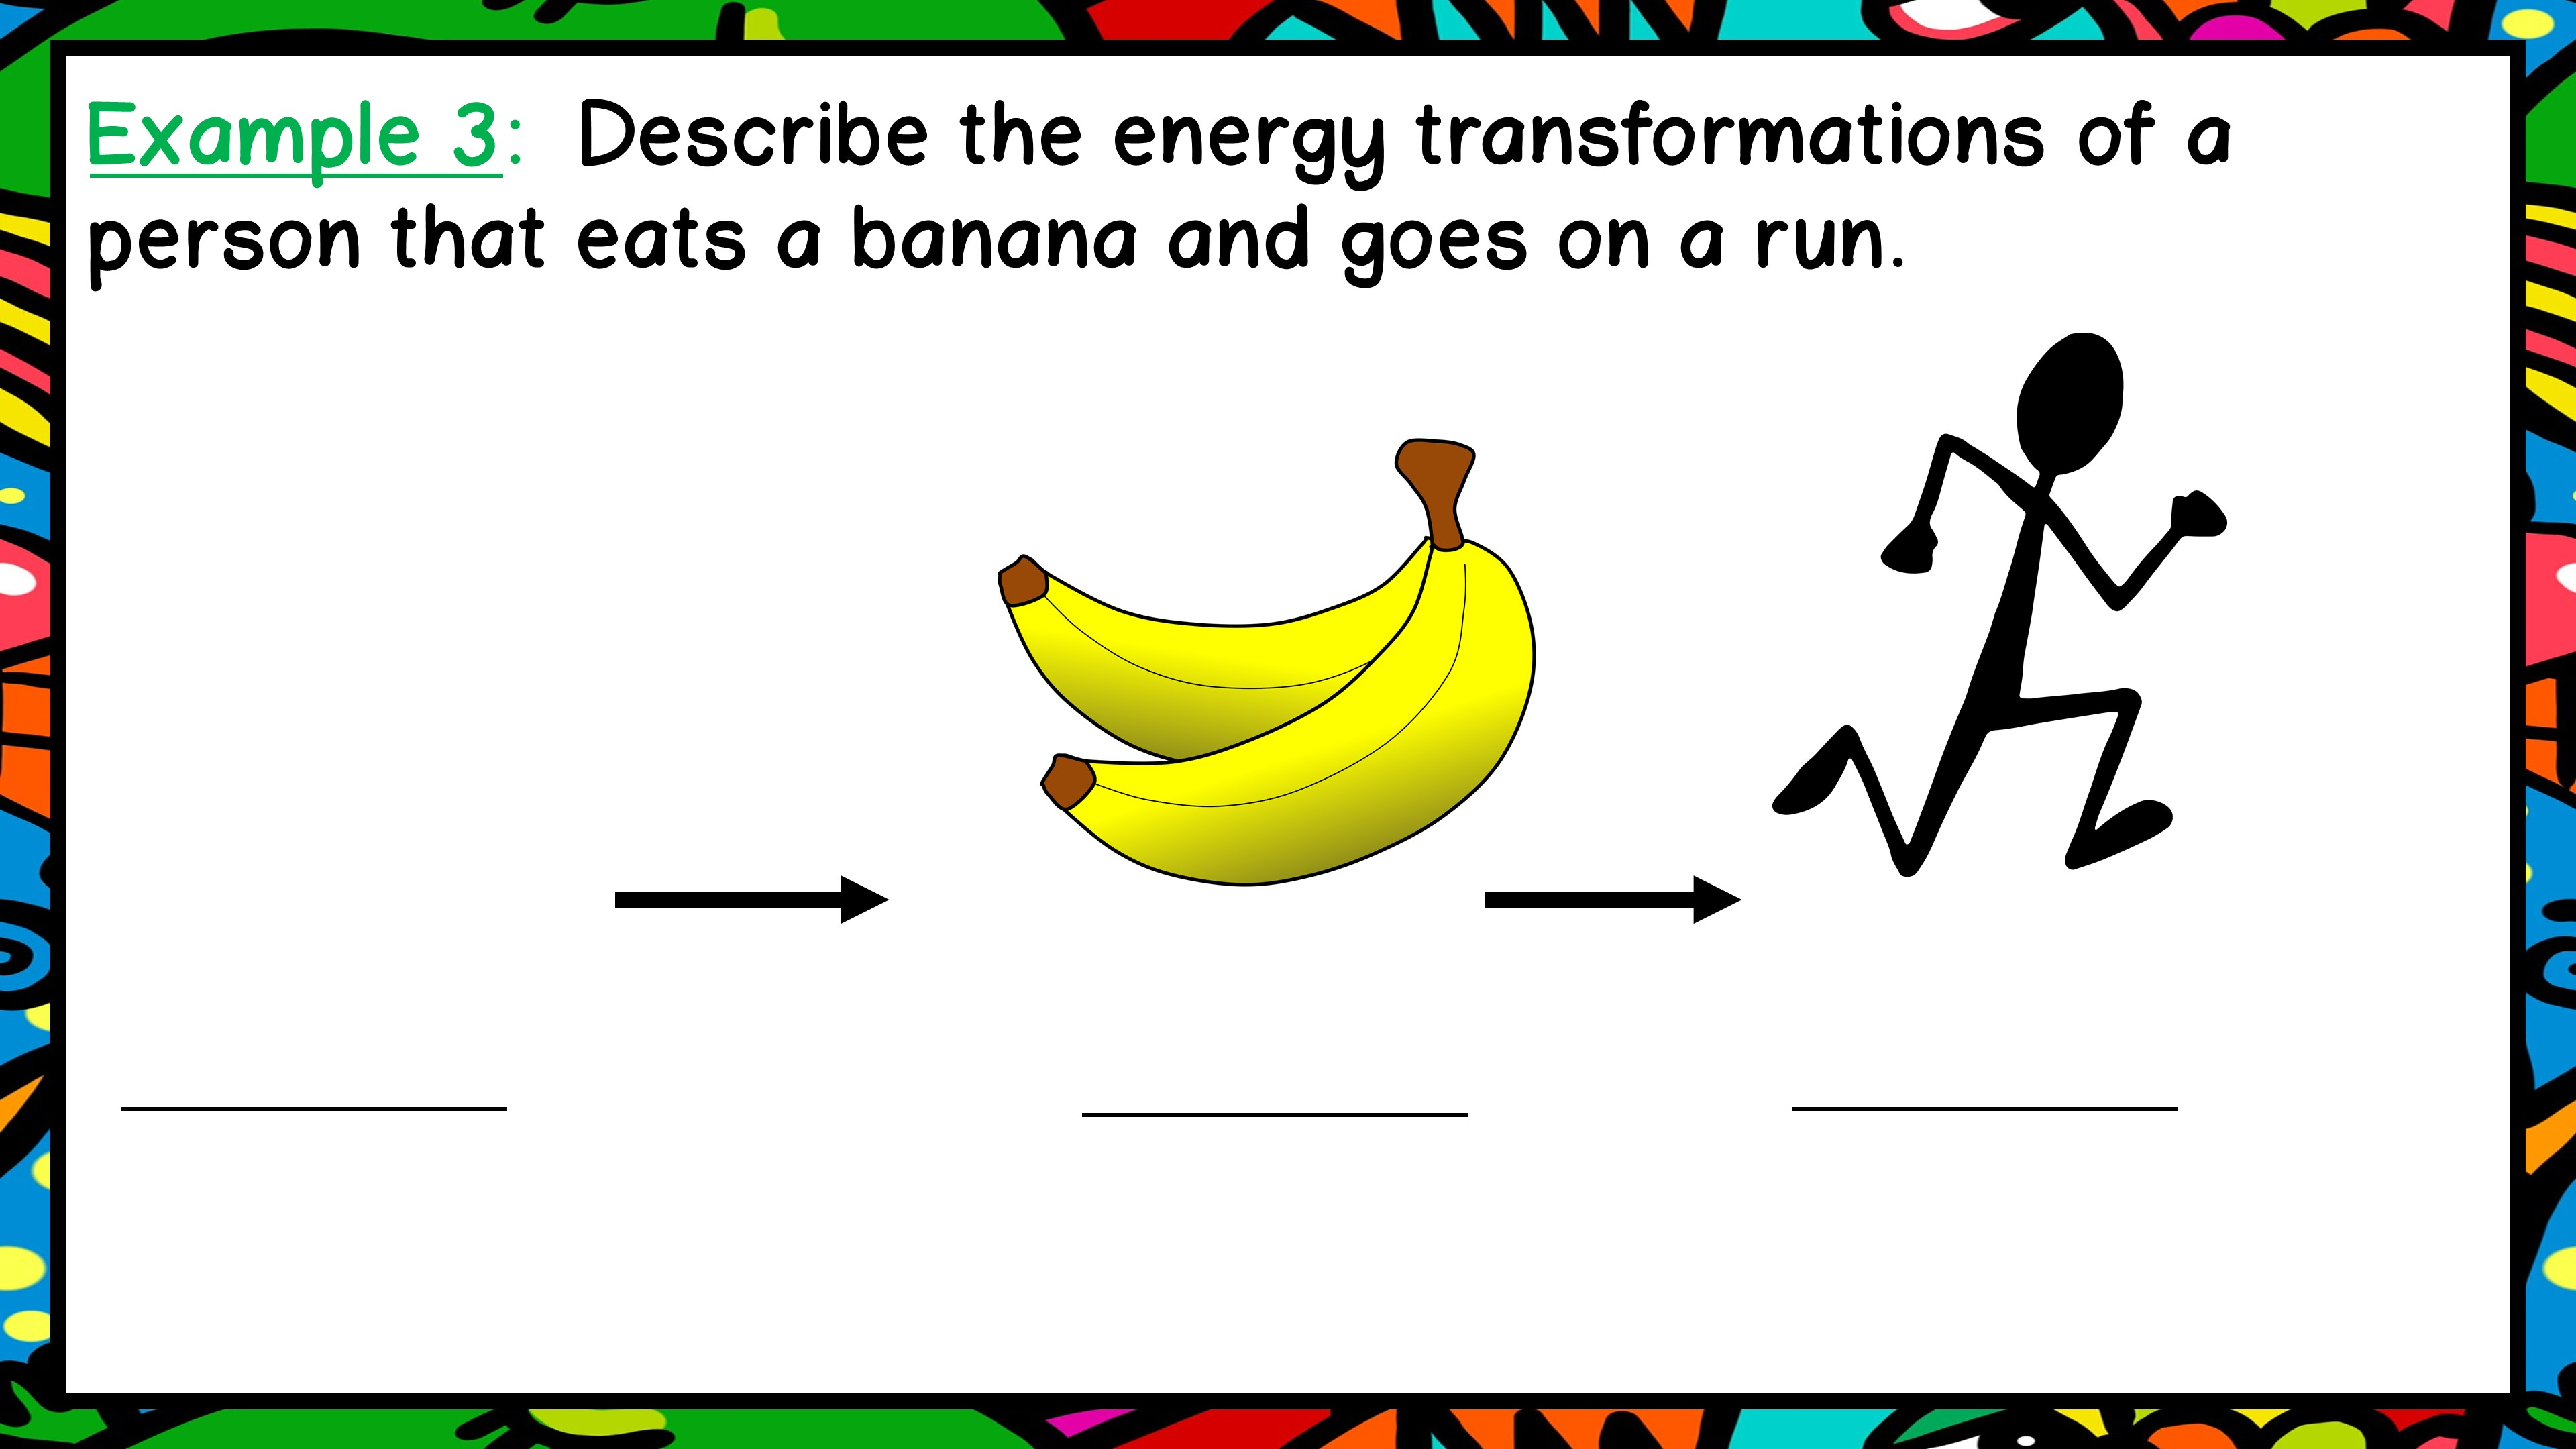 Example 3:  Describe the energy transformations of a
person that eats a banana and goes on a run.